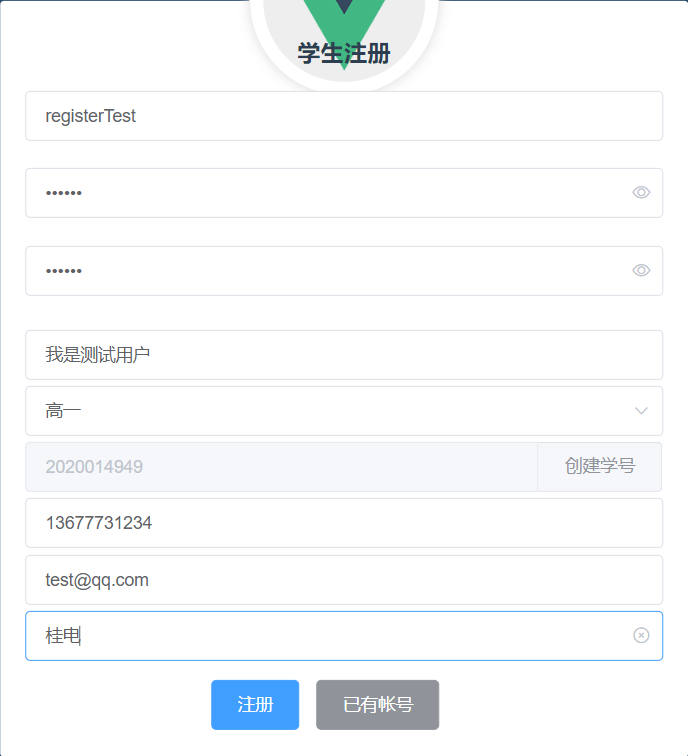 学生注册
registerTest
••••••
••••••
我是测试用户
高一
2020014949 创建学号
13677731234
test@qq.com
桂电
注册 已有帐号